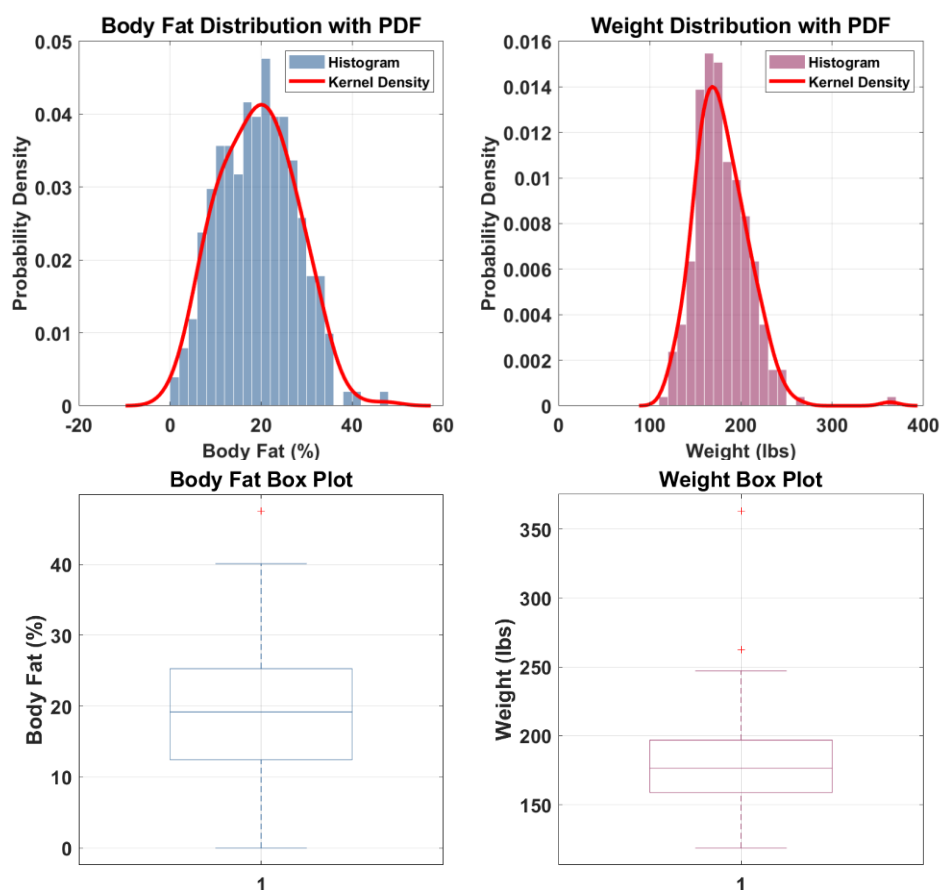 Body Fat Distribution with PDF
0.05
0.04
0.03
0.02
0.01
0
Probability Density
Histogram
Kernel Density
-20
0
20
40
60
Body Fat (%)
Weight Distribution with PDF
0.016
0.014
0.012
0.01
0.008
0.006
0.004
0.002
0
Probability Density
Histogram
Kernel Density
0
100
200
300
400
Weight (lbs)
Body Fat Box Plot
40
30
20
10
0
Body Fat (%)
1
Weight Box Plot
350
300
250
200
150
Weight (lbs)
1